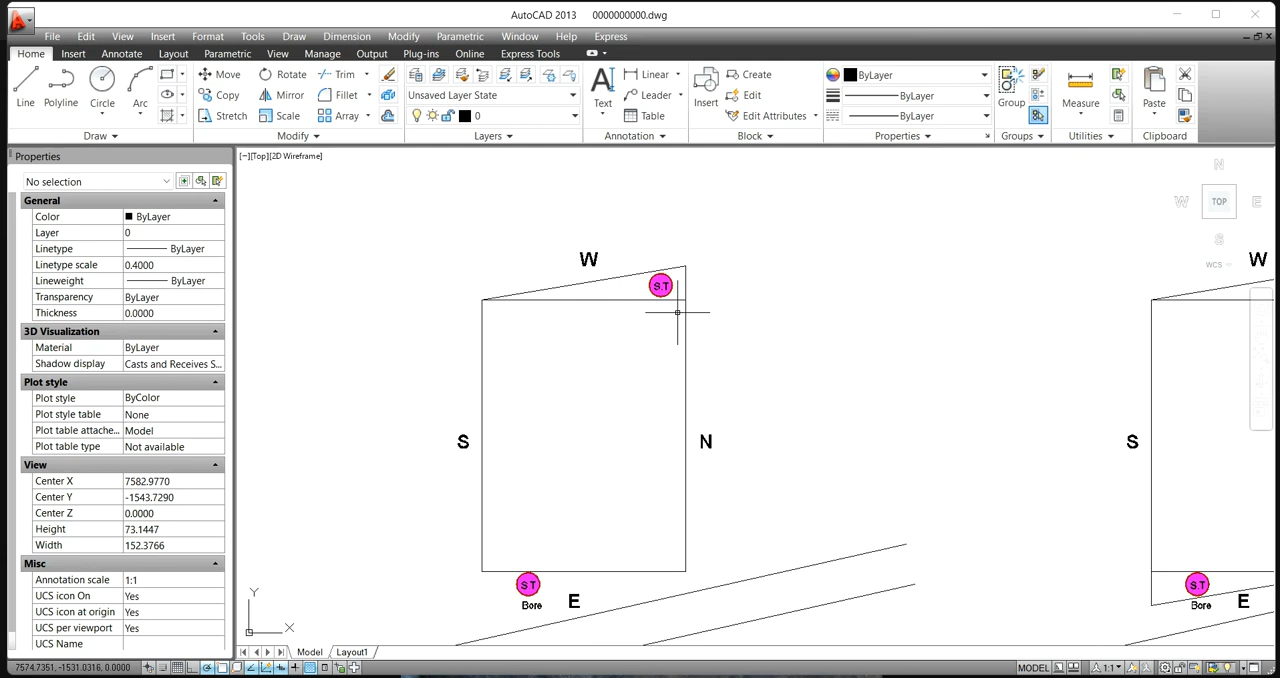 AutoCAD 2013 0000000000.dwg
File Edit View Insert Format Tools Draw Dimension Modify Parametric Window Help Express
Home Insert Annotate Layout Parametric View Manage Output Plug-ins Online Express Tools
Line Polyline Circle Arc
Move Rotate Trim
Copy Mirror Fillet
Stretch Scale Array
Unsaved Layer State
0
Text
Linear
Leader
Table
Insert
Create
Edit
Edit Attributes
ByLayer
ByLayer
ByLayer
Group
Measure
Paste
Draw Modify Layers Annotation Block Properties Groups Utilities Clipboard
Properties
No selection
General
Color ByLayer
Layer 0
Linetype ByLayer
Linetype scale 0.4000
Lineweight ByLayer
Transparency ByLayer
Thickness 0.0000
3D Visualization
Material ByLayer
Shadow display Casts and Receives S...
Plot style
Plot style ByColor
Plot style table None
Plot table attache... Model
Plot table type Not available
View
Center X 7582.9770
Center Y -1543.7290
Center Z 0.0000
Height 73.1447
Width 152.3766
Misc
Annotation scale 1:1
UCS icon On Yes
UCS icon at origin Yes
UCS per viewport Yes
UCS Name
[−][Top][2D Wireframe]
N
W TOP E
S
WCS
W
S.T
S
N
S.T
Bore
E
Y
X
W
S
S.T
Bore
E
Model Layout1
7574.7351, -1531.0316, 0.0000
MODEL
1:1